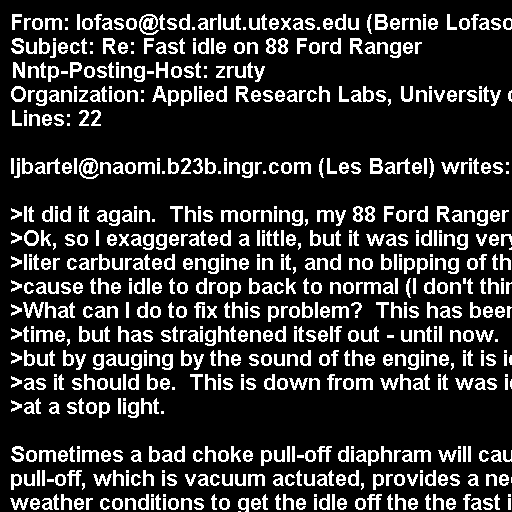 From: lofaso@tsd.arlut.utexas.edu (Bernie Lofaso
Subject: Re: Fast idle on 88 Ford Ranger
Nntp-Posting-Host: zruty
Organization: Applied Research Labs, University
Lines: 22
ljbartel@naomi.b23b.ingr.com (Les Bartel) writes:
>It did it again.  This morning, my 88 Ford Ranger
>Ok, so I exaggerated a little, but it was idling very
>liter carburated engine in it, and no blipping of
>cause the idle to drop back to normal (I don't
>What can I do to fix this problem?  This has been
>time, but has straightened itself out - until now.
>but by gauging by the sound of the engine, it is
>as it should be.  This is down from what it was
>at a stop light.
Sometimes a bad choke pull-off diaphram will
pull-off, which is vacuum actuated, provides a
weather conditions to get the idle off the the fast